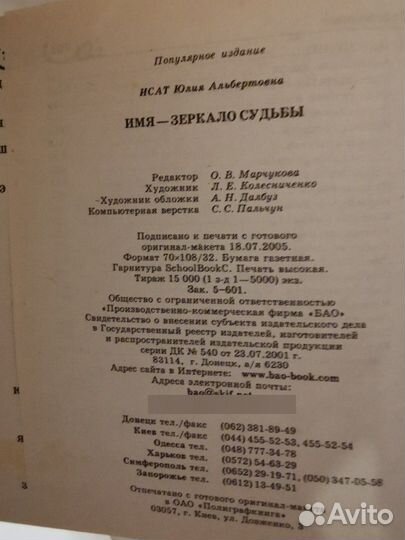 Популярное издание
ИСАТ Юлия Альбертовна
ИМЯ — ЗЕРКАЛО СУДЬБЫ
Редактор О. В. Марчукова
Художник Л. Е. Колесниченко
Художник обложки А. Н. Далбуз
Компьютерная верстка С. С. Пальчун
Подписано к печати с готового
оригинал-макета 18.07.2005.
Формат 70×108/32. Бумага газетная.
Гарнитура SchoolBookC. Печать высокая.
Тираж 15 000 (1 з-д 1—5000) экз.
Зак. 5-601.
Общество с ограниченной ответственностью
«Производственно-коммерческая фирма «БАО»
Свидетельство о внесении субъекта издательского дела
в Государственный реестр издателей, изготовителей
и распространителей издательской продукции
серии ДК № 540 от 23.07.2001 г.
83114, г. Донецк, а/я 6230
Адрес сайта в Интернете: www.bao-book.com
Адреса электронной почты:
bao@skif.net
Донецк тел./факс (062) 381-89-49
Киев тел./факс (044) 455-52-53, 455-52-54
Одесса тел. (048) 777-34-78
Харьков тел. (0572) 54-63-29
Симферополь тел. (0652) 29-19-71, (050) 347-05-58
Запорожье тел. (0612) 13-49-51
Отпечатано с готового оригинал-макета
в ОАО «Полиграфкнига»
03057, г. Киев, ул. Довженко, 3
Avito